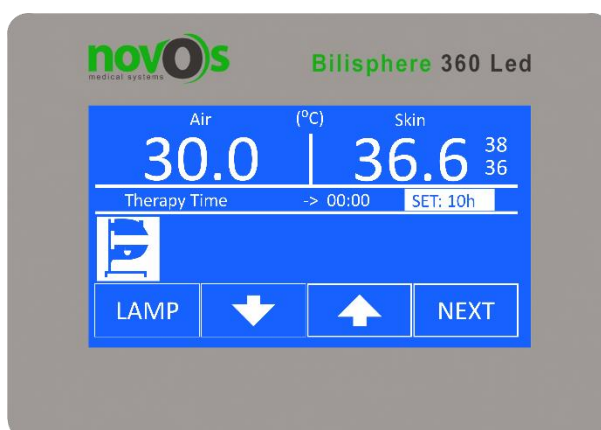 novOs
medical systems
Bilisphere 360 Led
Air (⁰C) Skin
30.0 36.6 38
36
Therapy Time -> 00:00 SET: 10h
LAMP NEXT